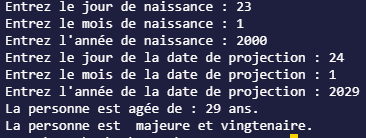 Entrez le jour de naissance : 23
Entrez le mois de naissance : 1
Entrez l'année de naissance : 2000
Entrez le jour de la date de projection : 24
Entrez le mois de la date de projection : 1
Entrez l'année de la date de projection : 2029
La personne est agée de : 29 ans.
La personne est  majeure et vingtenaire.